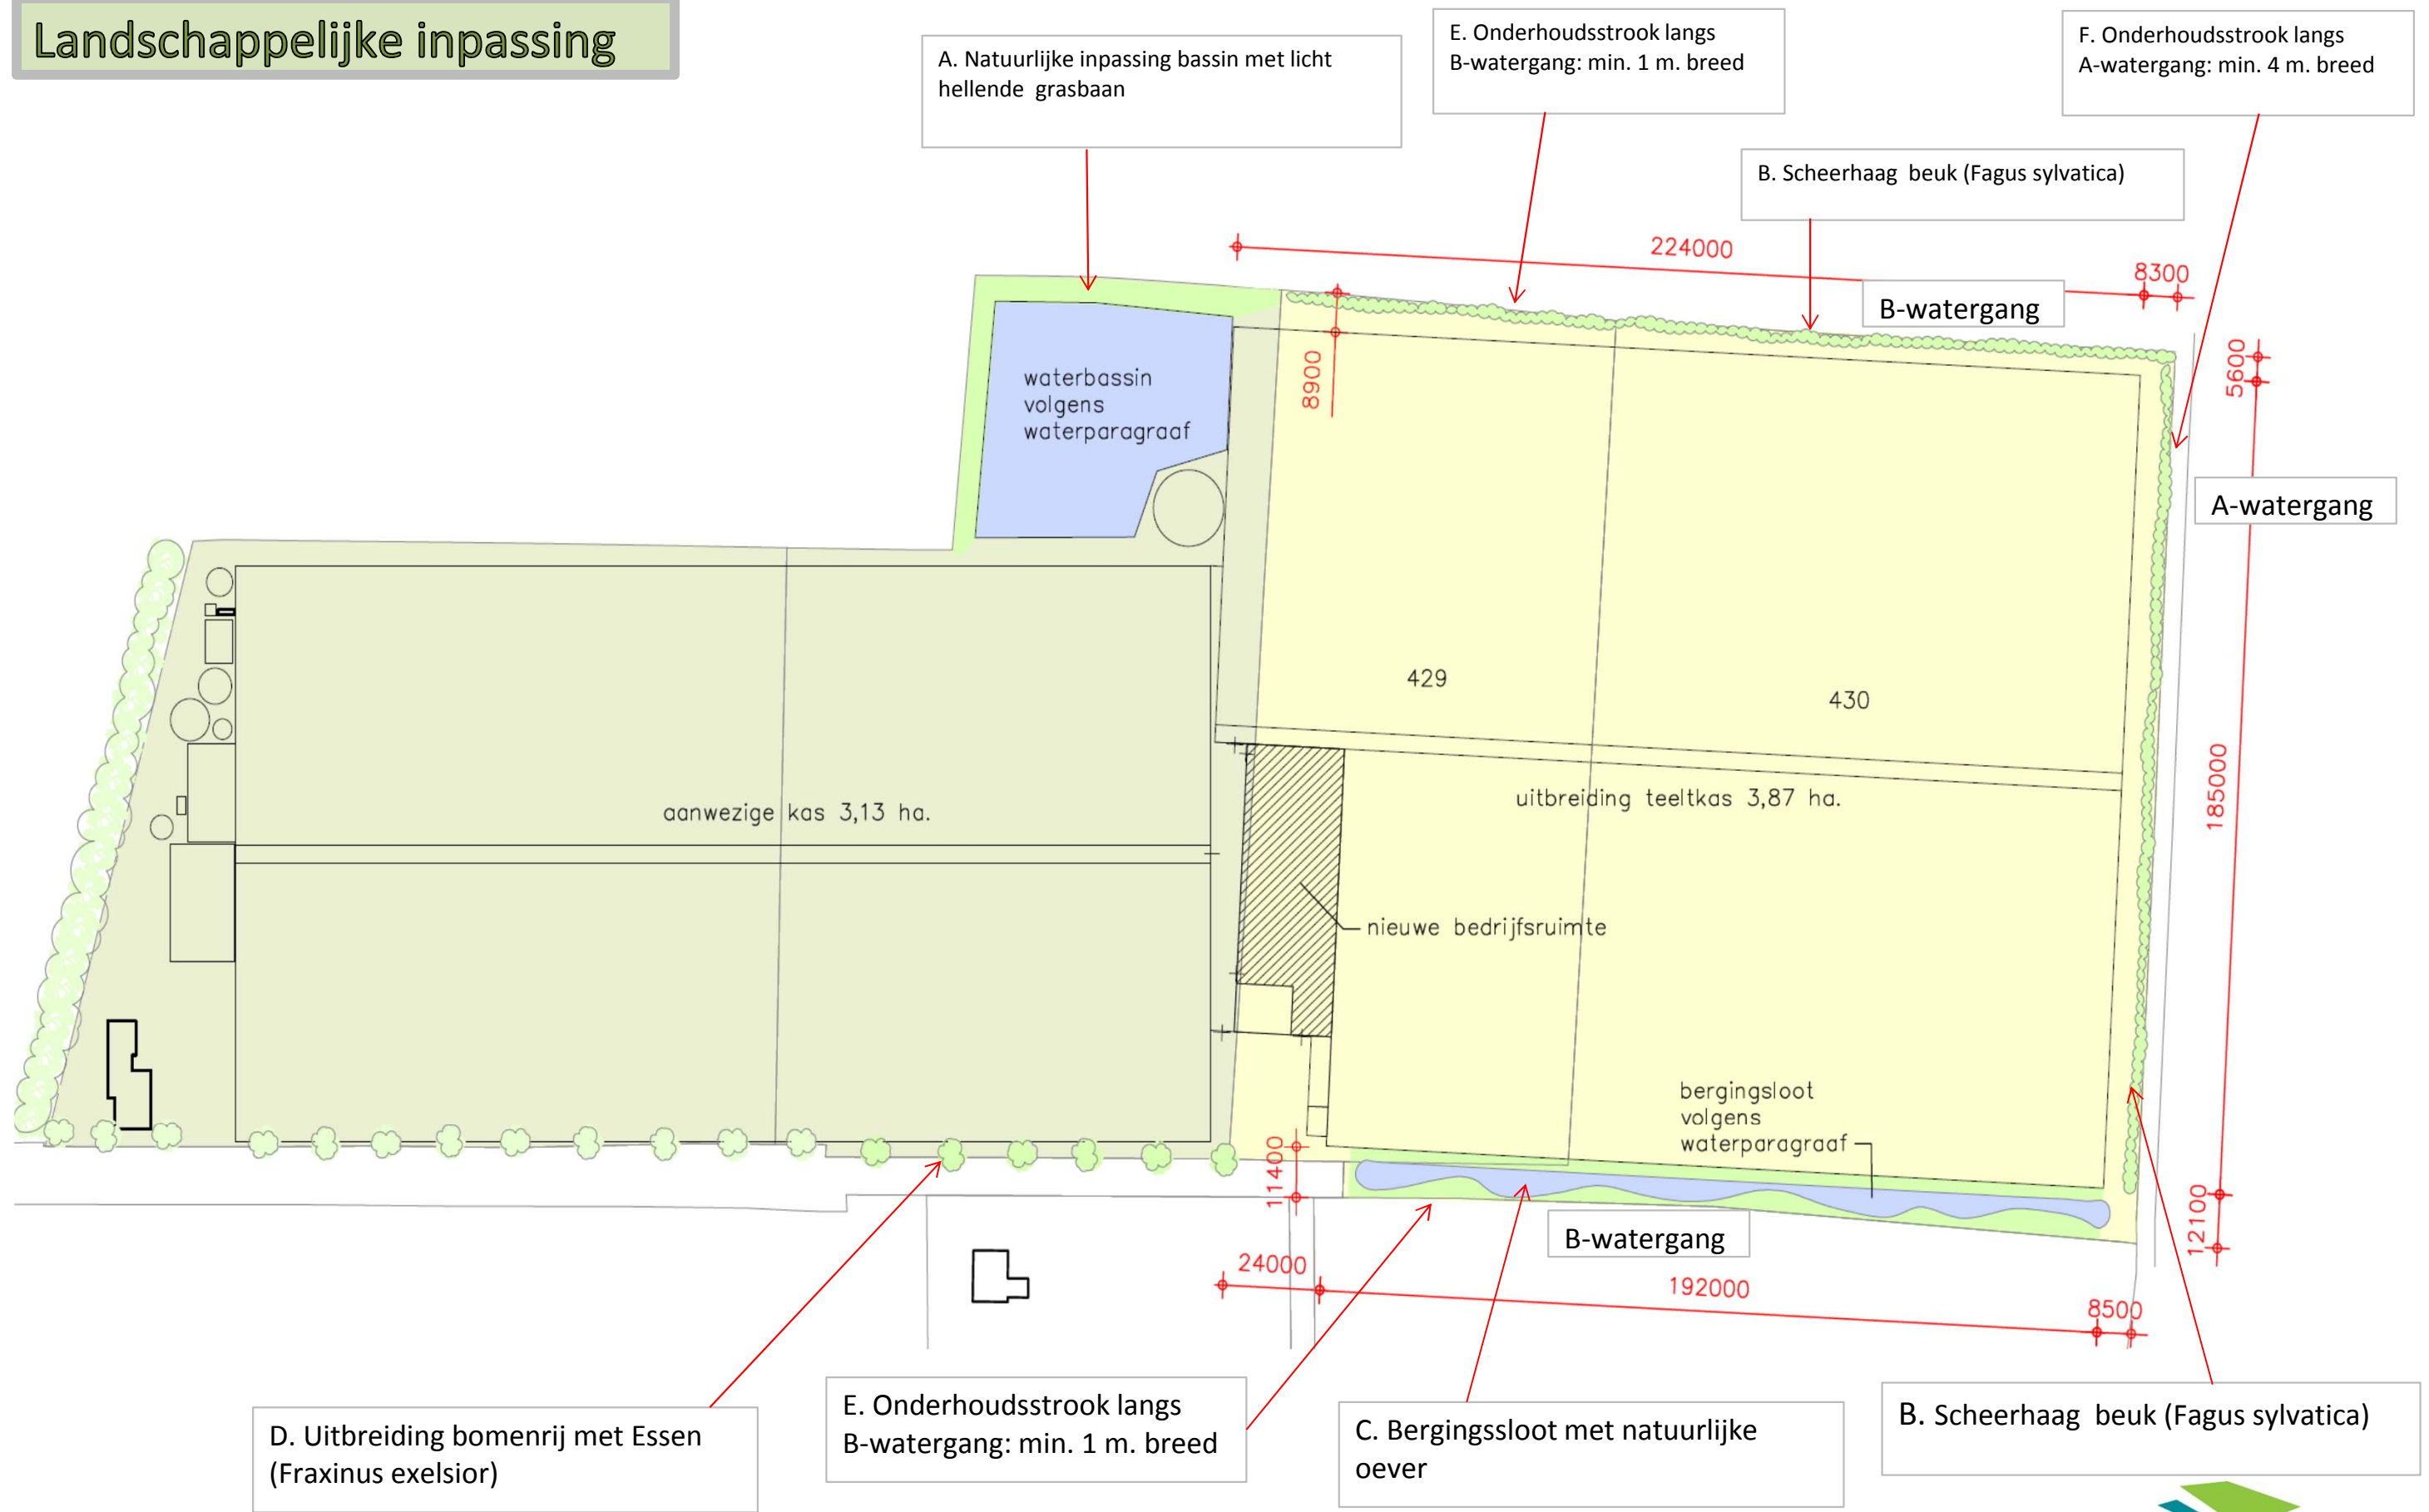 Landschappelijke inpassing
A. Natuurlijke inpassing bassin met licht
hellende grasbaan
E. Onderhoudsstrook langs
B-watergang: min. 1 m. breed
F. Onderhoudsstrook langs
A-watergang: min. 4 m. breed
B. Scheerhaag beuk (Fagus sylvatica)
224000
8300
B-watergang
5600
8900
waterbassin
volgens
waterparagraaf
A-watergang
429
430
185000
aanwezige kas 3,13 ha.
uitbreiding teeltkas 3,87 ha.
nieuwe bedrijfsruimte
bergingsloot
volgens
waterparagraaf
11400
12100
B-watergang
24000
192000
8500
D. Uitbreiding bomenrij met Essen
(Fraxinus exelsior)
E. Onderhoudsstrook langs
B-watergang: min. 1 m. breed
C. Bergingssloot met natuurlijke
oever
B. Scheerhaag beuk (Fagus sylvatica)